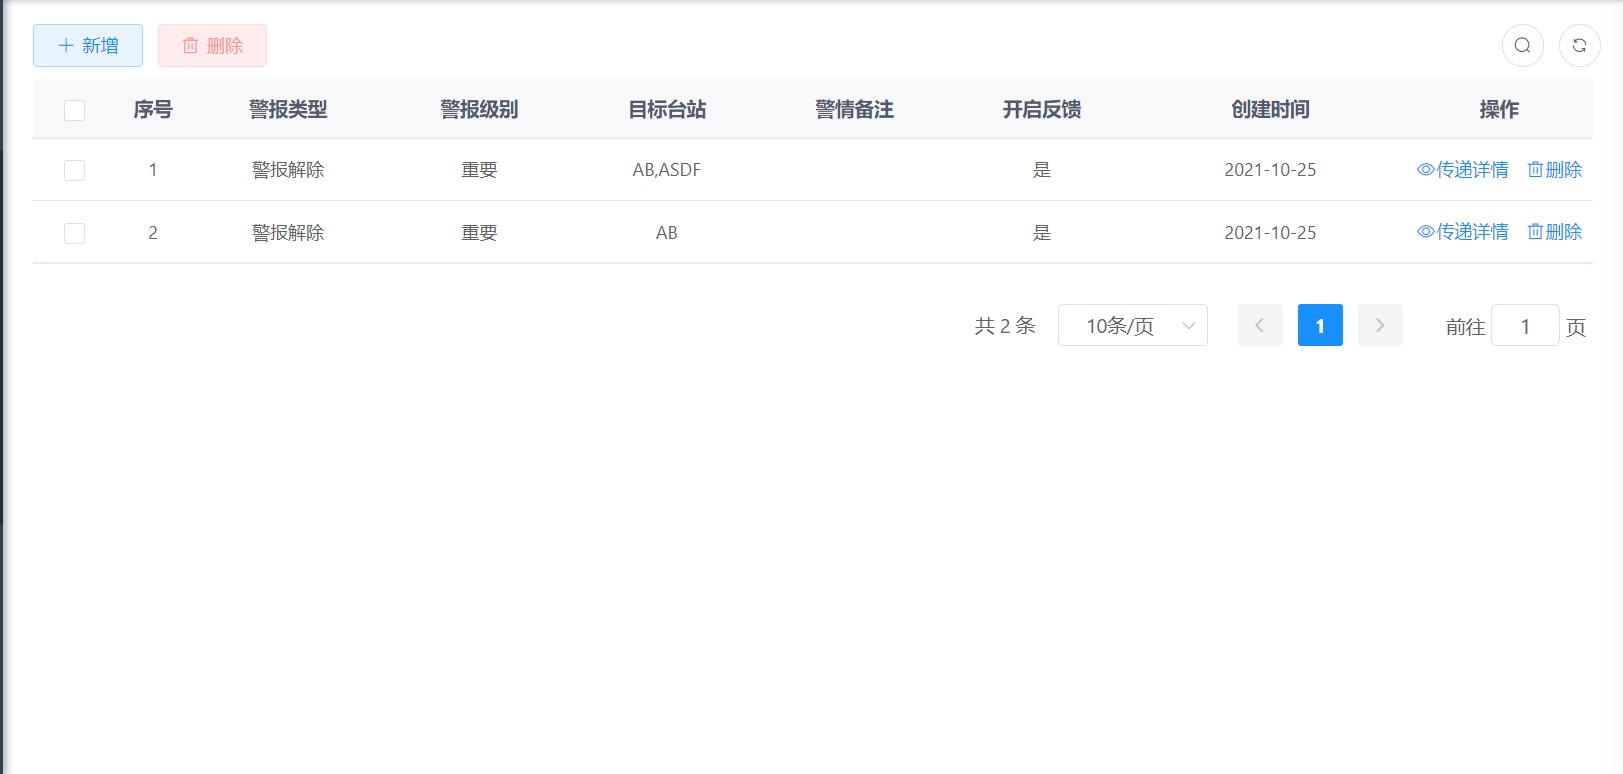 新增 删除
序号 警报类型 警报级别 目标台站 警情备注 开启反馈 创建时间 操作
1 警报解除 重要 AB,ASDF 是 2021-10-25 传递详情 删除
2 警报解除 重要 AB 是 2021-10-25 传递详情 删除
共 2 条 10条/页 1 前往 1 页